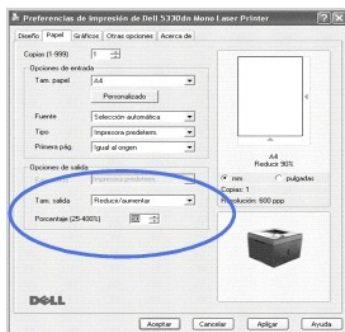 Preferencias de impresión de Dell 5330dn Mono Laser Printer
Diseño Papel Gráficos Otras opciones Acerca de
Copias (1-999) 1
Opciones de entrada
Tam. papel A4
Personalizado
Fuente Selección automática
Tipo Impresora predeterm.
Primera pág. Igual al origen
A4
Reducir 90%
mm pulgadas
Copias: 1
Resolución: 600 ppp
Opciones de salida
Impresora predeterm.
Tam. salida Reducir/aumentar
Porcentaje (25-400%)
DELL
Aceptar Cancelar Aplicar Ayuda